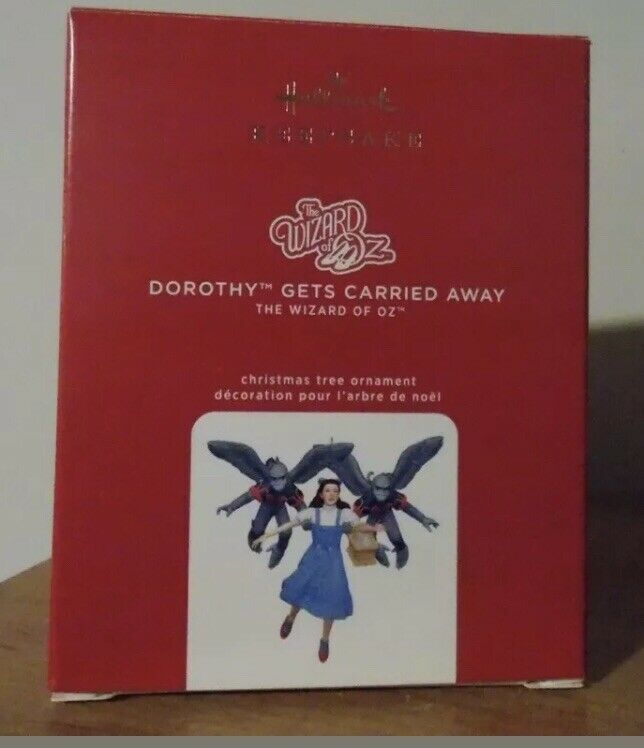 Hallmark
KEEPSAKE
The
WIZARD
of OZ
DOROTHY™ GETS CARRIED AWAY
THE WIZARD OF OZ™
christmas tree ornament
décoration pour l'arbre de noël